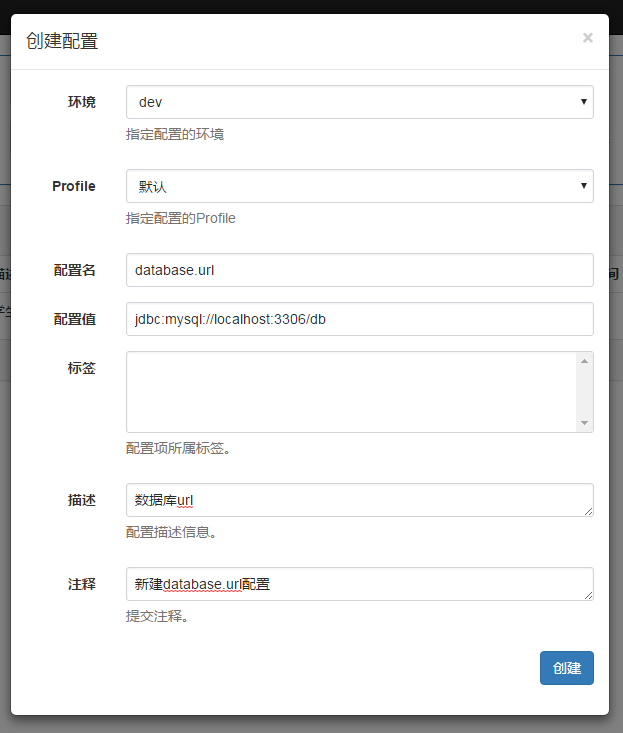 创建配置
×
环境
dev
指定配置的环境
Profile
默认
指定配置的Profile
配置名
database.url
配置值
jdbc:mysql://localhost:3306/db
标签
配置项所属标签。
描述
数据库url
配置描述信息。
注释
新建database.url配置
提交注释。
创建